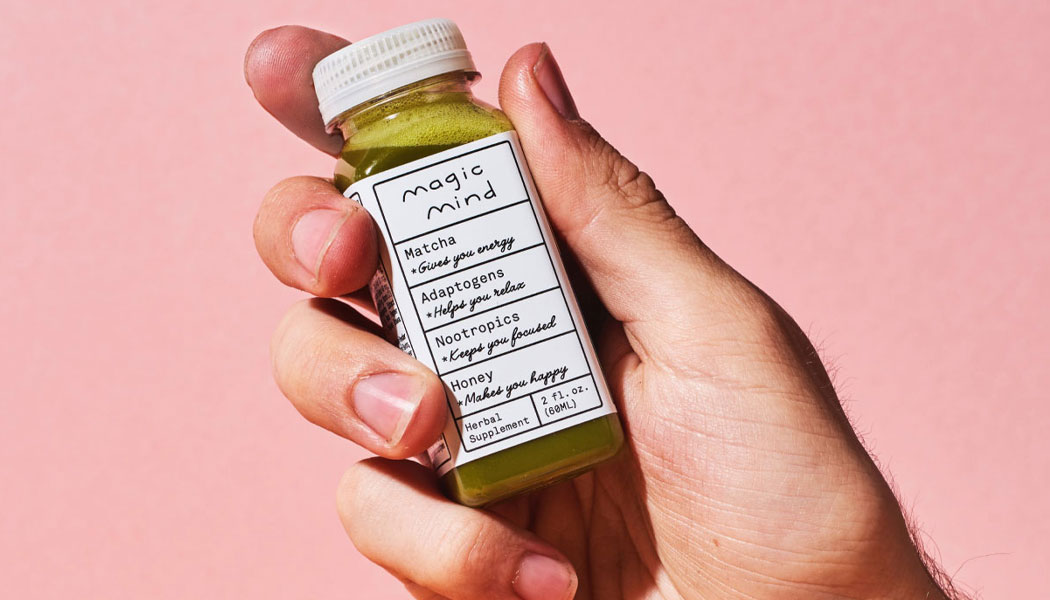 magic
mind
Matcha
*Gives you energy
Adaptogens
*Helps you relax
Nootropics
*Keeps you focused
Honey
*Makes you happy
Herbal
Supplement
2 fl. oz.
(60ML)